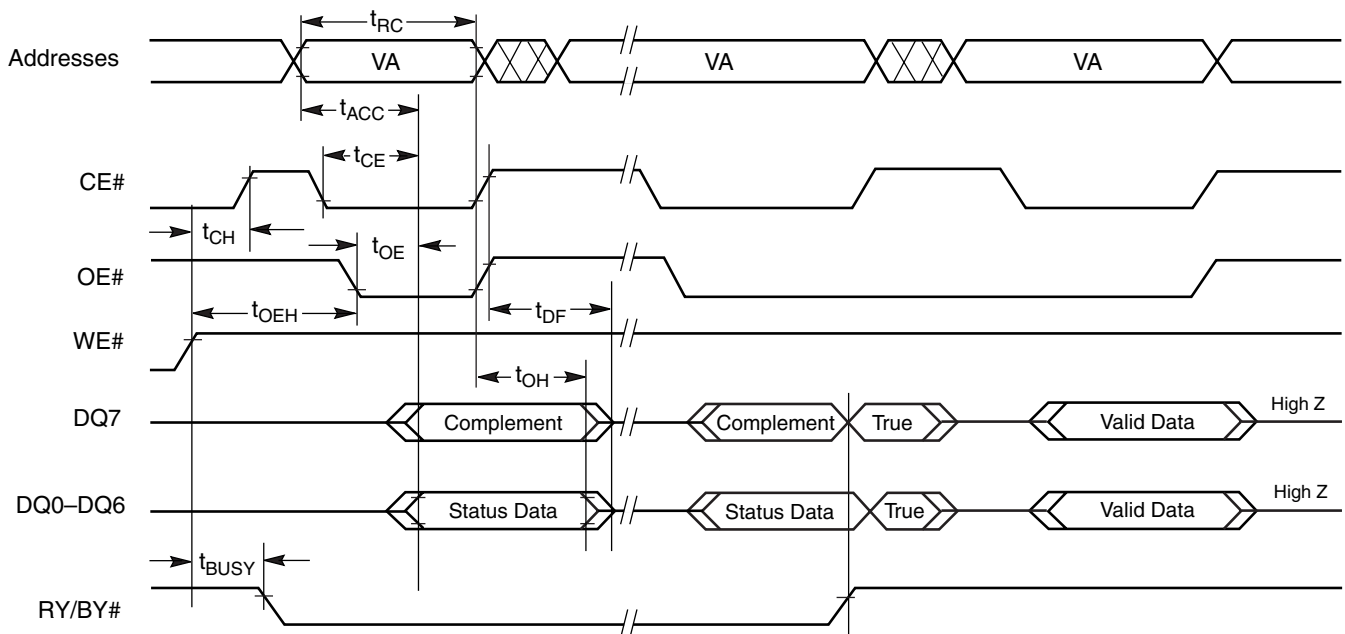 tRC
Addresses VA VA VA
tACC
tCE
CE#
tCH tOE
OE#
tOEH tDF
WE#
tOH
DQ7 Complement Complement True Valid Data High Z
DQ0–DQ6 Status Data Status Data True Valid Data High Z
tBUSY
RY/BY#